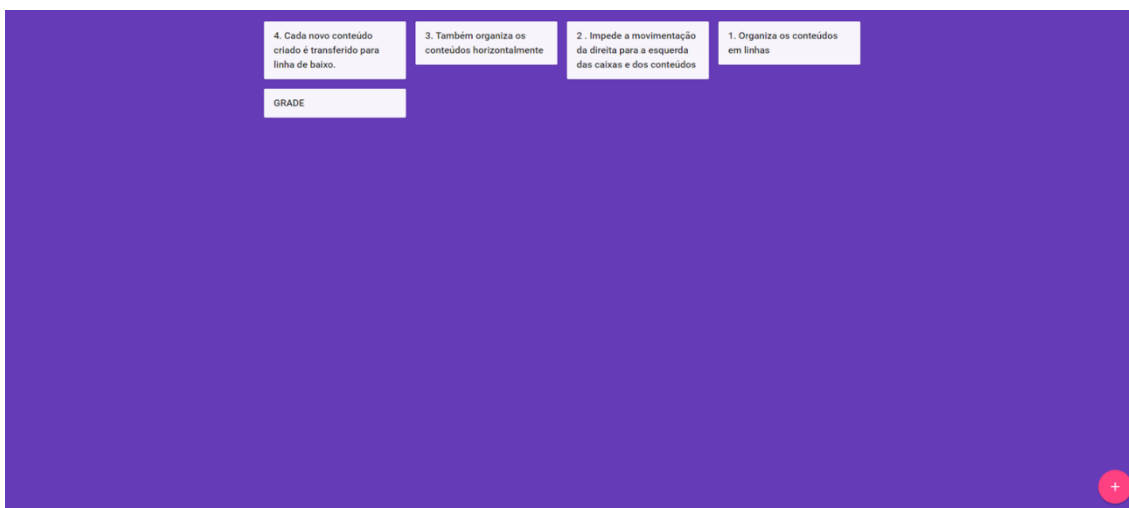 4. Cada novo conteúdo
criado é transferido para
linha de baixo.
3. Também organiza os
conteúdos horizontalmente
2 . Impede a movimentação
da direita para a esquerda
das caixas e dos conteúdos
1. Organiza os conteúdos
em linhas
GRADE
+